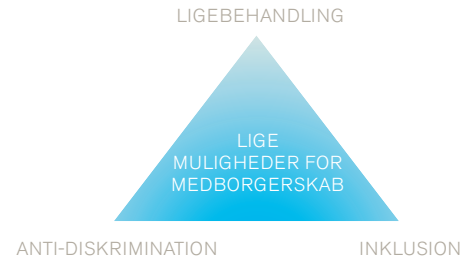 LIGEBEHANDLING
LIGE
MULIGHEDER FOR
MEDBORGERSKAB
ANTI-DISKRIMINATION
INKLUSION